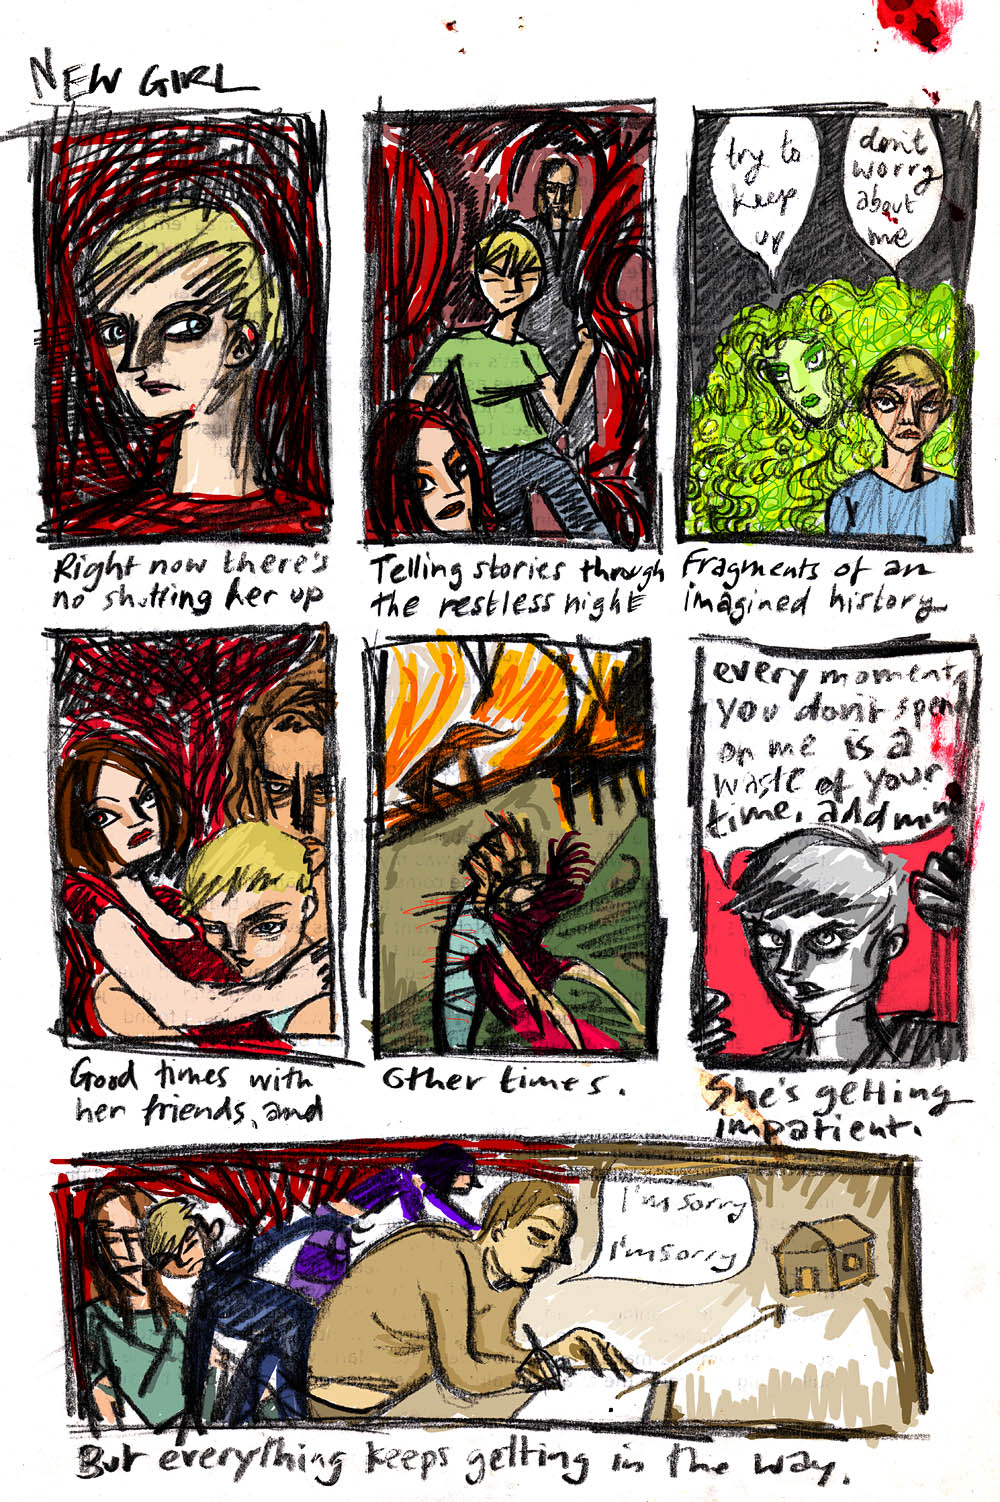 NEW GIRL
try to
keep
up
don't
worry
about
me
Right now there's
no shutting her up
Telling stories through
the restless night
Fragments of an
imagined history
every moment
you don't spend
on me is a
waste of your
time, and mine
Good times with
her friends, and
Other times.
She's getting
impatient.
I'm sorry
I'm sorry
But everything keeps getting in the way.